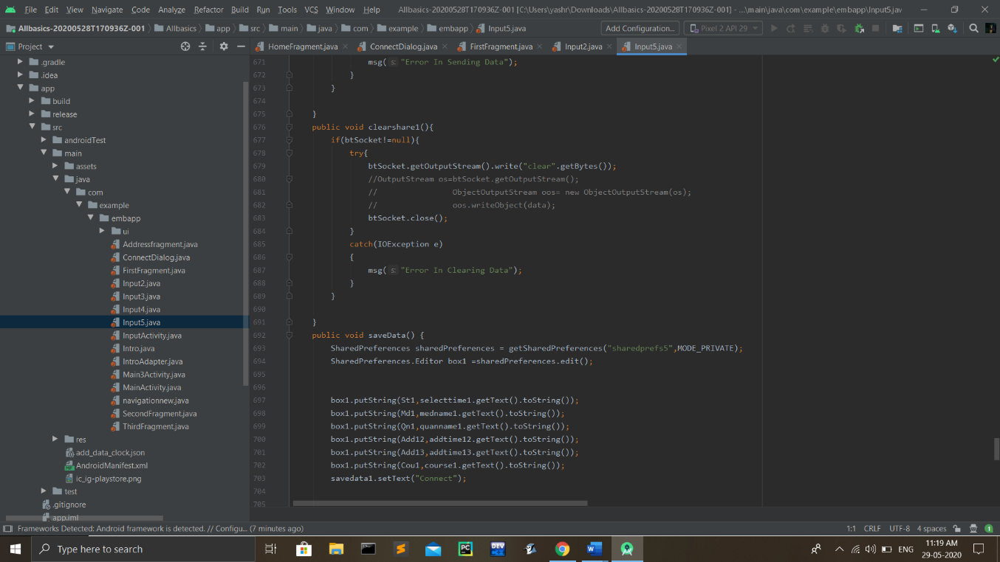 File Edit View Navigate Code Analyze Refactor Build Run Tools VCS Window Help Allbasics-20200528T170936Z-001 [C:\Users\yashr\Downloads\Allbasics-20200528T170936Z-001] - ...\main\java\com\example\embapp\Input5.jav
Allbasics-20200528T170936Z-001 Allbasics app src main java com example embapp Input5.java Add Configuration... Pixel 2 API 29
Project HomeFragment.java ConnectDialog.java FirstFragment.java Input2.java Input5.java
.gradle
.idea
app
build
release
src
androidTest
main
assets
java
com
example
embapp
ui
Addressfragment.java
ConnectDialog.java
FirstFragment.java
Input2.java
Input3.java
Input4.java
Input5.java
InputActivity.java
Intro.java
IntroAdapter.java
Main3Activity.java
MainActivity.java
navigationnew.java
SecondFragment.java
ThirdFragment.java
res
add_data_clock.json
AndroidManifest.xml
ic_ig-playstore.png
test
.gitignore
app.iml
671 msg( s: "Error In Sending Data");
672 }
673 }
674
675 }
676 public void clearshare1(){
677 if(btSocket!=null){
678 try{
679 btSocket.getOutputStream().write("clear".getBytes());
680 //OutputStream os=btSocket.getOutputStream();
681 // ObjectOutputStream oos= new ObjectOutputStream(os);
682 // oos.writeObject(data);
683 btSocket.close();
684 }
685 catch(IOException e)
686 {
687 msg( s: "Error In Clearing Data");
688 }
689 }
690
691 }
692 public void saveData() {
693 SharedPreferences sharedPreferences = getSharedPreferences("sharedprefs5",MODE_PRIVATE);
694 SharedPreferences.Editor box1 =sharedPreferences.edit();
695
696
697 box1.putString(St1,selecttime1.getText().toString());
698 box1.putString(Md1,medname1.getText().toString());
699 box1.putString(Qn1,quanname1.getText().toString());
700 box1.putString(Add12,addtime12.getText().toString());
701 box1.putString(Add13,addtime13.getText().toString());
702 box1.putString(Cou1,course1.getText().toString());
703 savedata1.setText("Connect");
704
705
Frameworks Detected: Android framework is detected. // Configu... (7 minutes ago) 1:1 CRLF UTF-8 4 spaces 1
Type here to search PC DEV C++ ENG 11:19 AM
29-05-2020